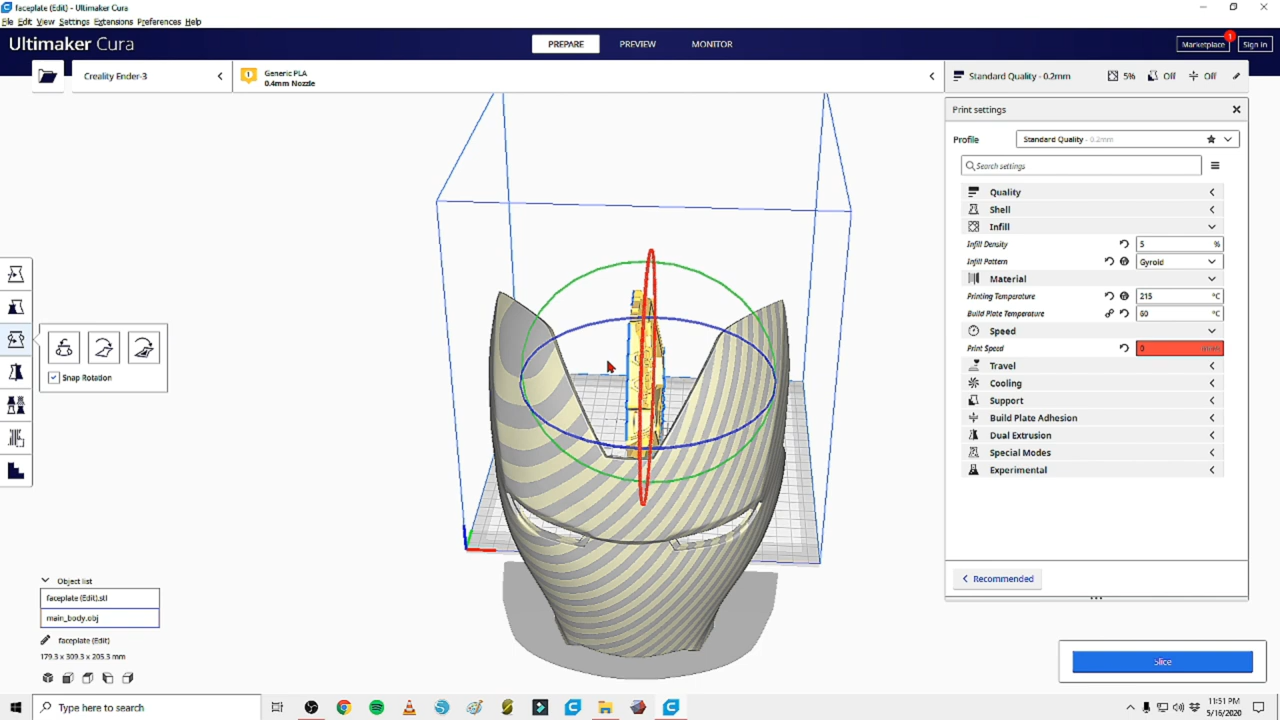 faceplate (Edit) - Ultimaker Cura
File Edit View Settings Extensions Preferences Help
Ultimaker Cura
PREPARE
PREVIEW
MONITOR
Marketplace
1
Sign in
Creality Ender-3
1
Generic PLA
0.4mm Nozzle
Standard Quality - 0.2mm
5%
Off
Off
Print settings
Profile
Standard Quality - 0.2mm
Search settings
Quality
Shell
Infill
Infill Density
5
%
Infill Pattern
Gyroid
Material
Printing Temperature
215
°C
Build Plate Temperature
60
°C
Speed
Print Speed
0
mm/s
Travel
Cooling
Support
Build Plate Adhesion
Dual Extrusion
Special Modes
Experimental
Recommended
Snap Rotation
Object list
faceplate (Edit).stl
main_body.obj
faceplate (Edit)
179.3 x 309.3 x 205.3 mm
Slice
Type here to search
11:51 PM
5/16/2020